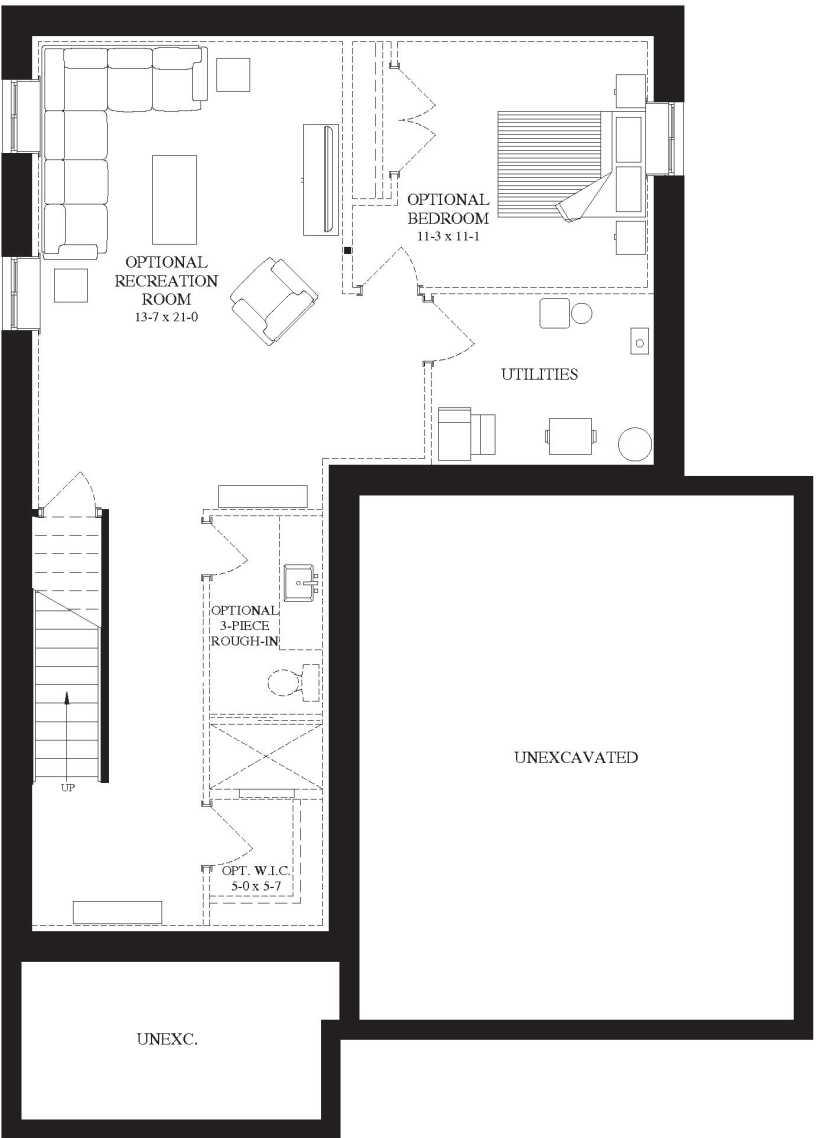 OPTIONAL
BEDROOM
11-3 x 11-1
OPTIONAL
RECREATION
ROOM
13-7 x 21-0
UTILITIES
OPTIONAL
3-PIECE
ROUGH-IN
UP
UNEXCAVATED
OPT. W.I.C.
5-0 x 5-7
UNEXC.